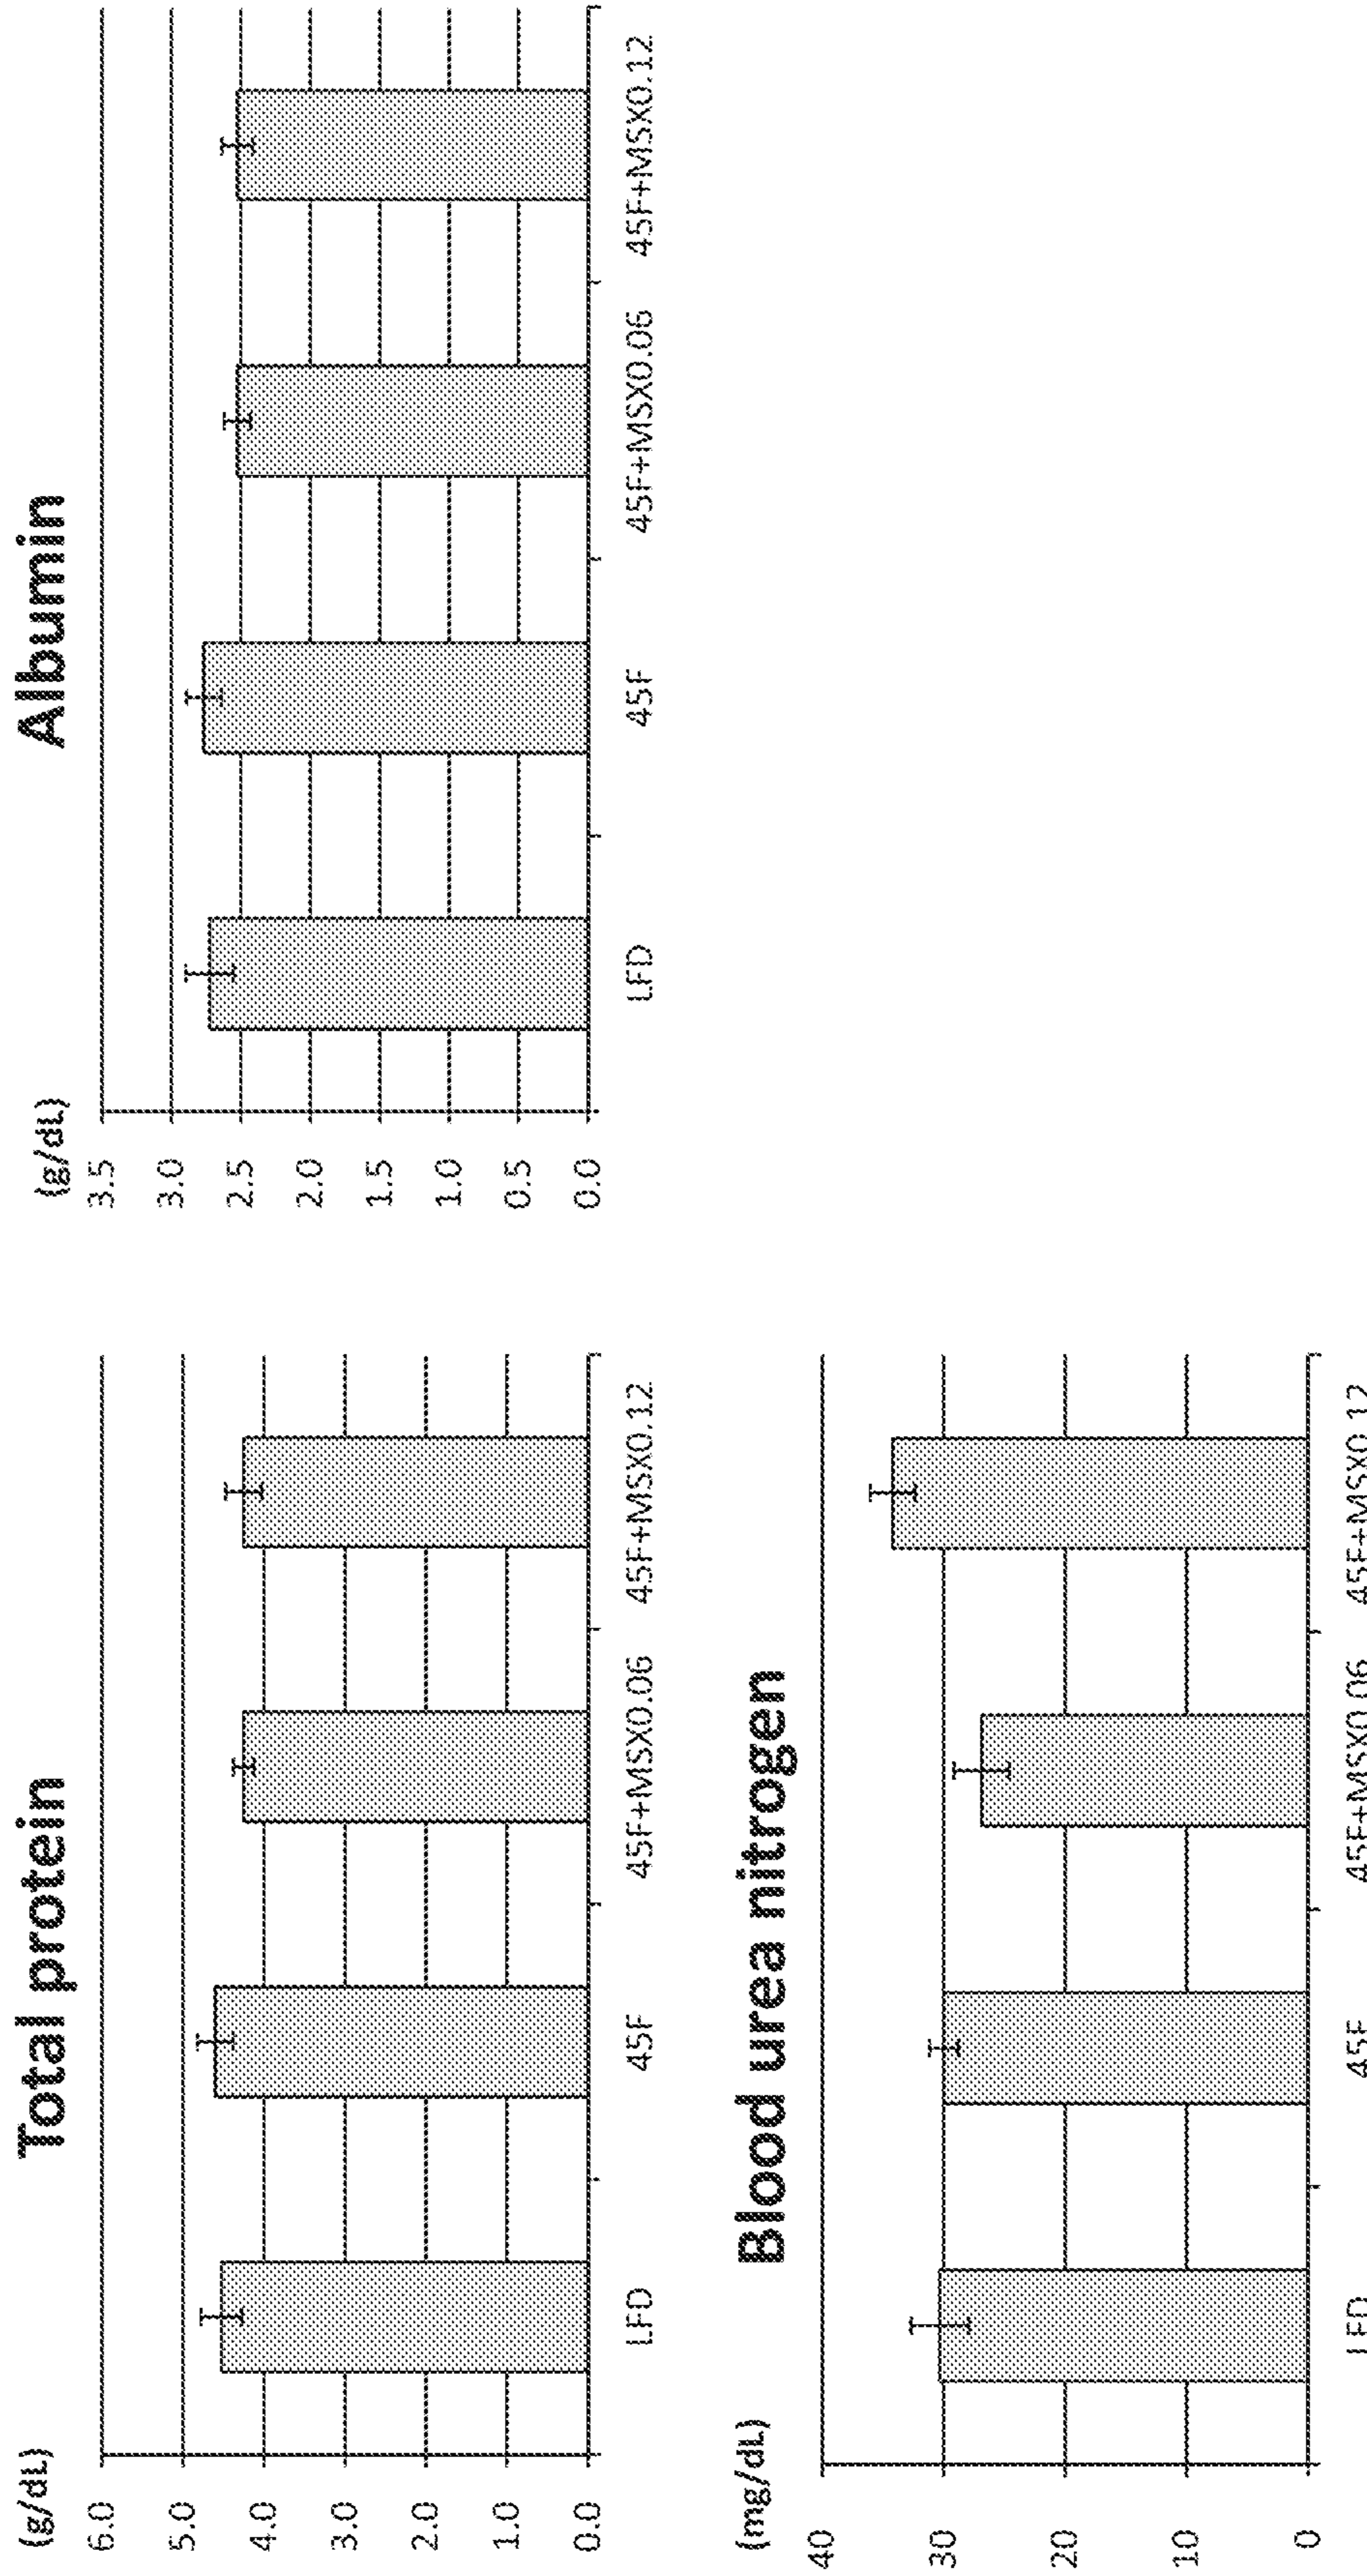 Total protein
(g/dL)
6.0
5.0
4.0
3.0
2.0
1.0
0.0
LFD 45F 45F+MSX0.06 45F+MSX0.12
Albumin
(g/dL)
3.5
3.0
2.5
2.0
1.5
1.0
0.5
0.0
LFD 45F 45F+MSX0.06 45F+MSX0.12
Blood urea nitrogen
(mg/dL)
40
30
20
10
0
LFD 45F 45F+MSX0.06 45F+MSX0.12